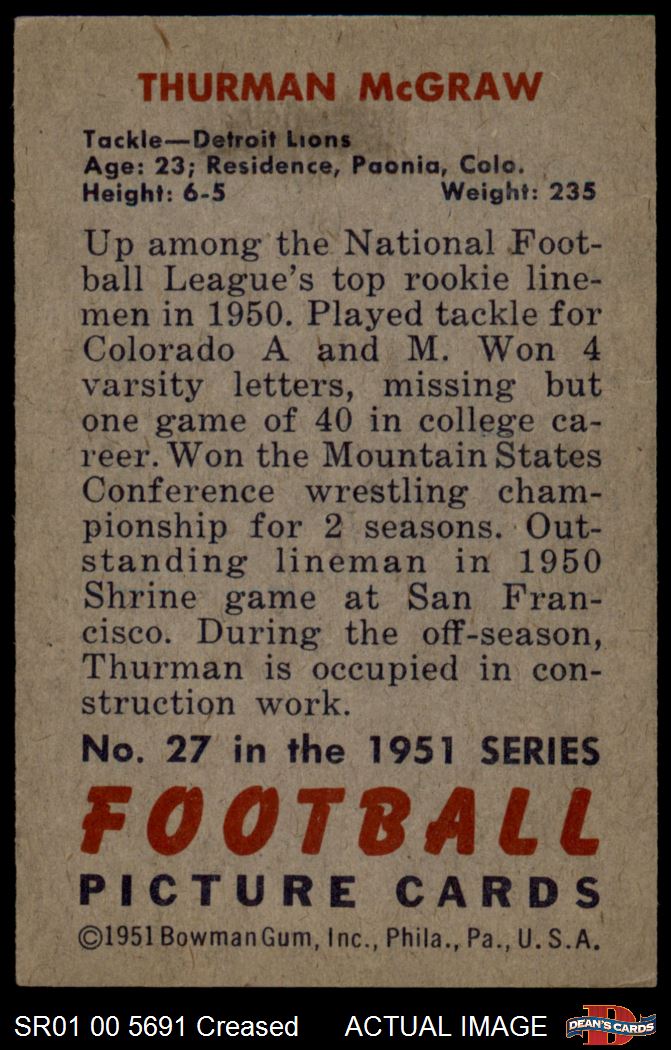 THURMAN McGRAW
Tackle—Detroit Lions
Age: 23; Residence, Paonia, Colo.
Height: 6-5 Weight: 235
Up among the National Foot-
ball League's top rookie line-
men in 1950. Played tackle for
Colorado A and M. Won 4
varsity letters, missing but
one game of 40 in college ca-
reer. Won the Mountain States
Conference wrestling cham-
pionship for 2 seasons. Out-
standing lineman in 1950
Shrine game at San Fran-
cisco. During the off-season,
Thurman is occupied in con-
struction work.
No. 27 in the 1951 SERIES
FOOTBALL
PICTURE CARDS
©1951 Bowman Gum, Inc., Phila., Pa., U.S.A.
SR01 00 5691 Creased ACTUAL IMAGE D DEAN'S CARDS